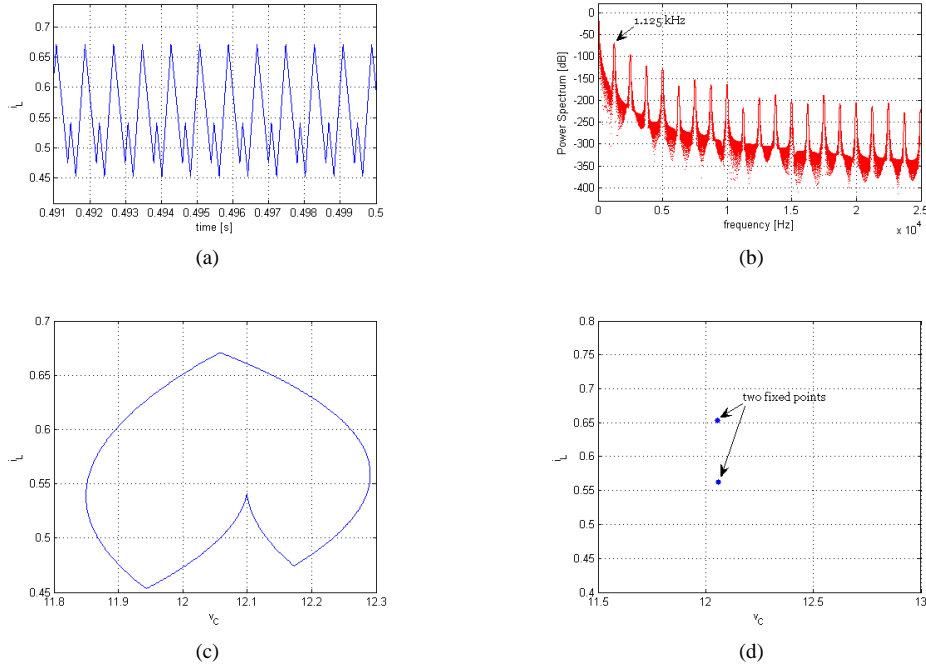 0.7
0.65
0.6
0.55
0.5
0.45
i_L
0.491 0.492 0.493 0.494 0.495 0.496 0.497 0.498 0.499 0.5
time [s]
(a)
1.125 kHz
0
-50
-100
-150
-200
-250
-300
-350
-400
Power Spectrum [dB]
0 0.5 1 1.5 2 2.5
x 10^4
frequency [Hz]
(b)
0.7
0.65
0.6
0.55
0.5
0.45
i_L
11.8 11.9 12 12.1 12.2 12.3
v_C
(c)
0.8
0.75
0.7
0.65
0.6
0.55
0.5
0.45
0.4
i_L
two fixed points
11.5 12 12.5 13
v_C
(d)